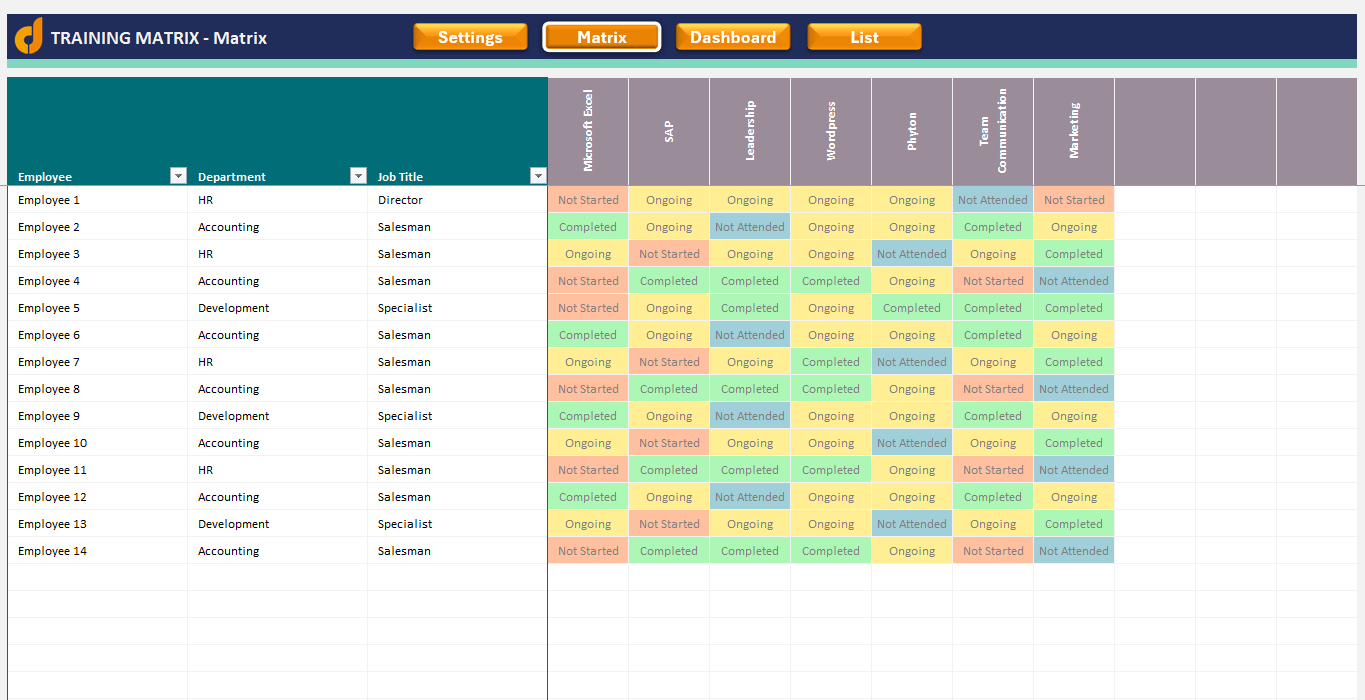 TRAINING MATRIX - Matrix
Settings Matrix Dashboard List
Employee Department Job Title Microsoft Excel SAP Leadership Wordpress Phyton Team Communication Marketing
Employee 1 HR Director Not Started Ongoing Ongoing Ongoing Ongoing Not Attended Not Started
Employee 2 Accounting Salesman Completed Ongoing Not Attended Ongoing Ongoing Completed Ongoing
Employee 3 HR Salesman Ongoing Not Started Ongoing Ongoing Not Attended Ongoing Completed
Employee 4 Accounting Salesman Not Started Completed Completed Completed Ongoing Not Started Not Attended
Employee 5 Development Specialist Not Started Ongoing Completed Ongoing Completed Completed Completed
Employee 6 Accounting Salesman Completed Ongoing Not Attended Ongoing Ongoing Completed Ongoing
Employee 7 HR Salesman Ongoing Not Started Ongoing Completed Not Attended Ongoing Completed
Employee 8 Accounting Salesman Not Started Completed Completed Completed Ongoing Not Started Not Attended
Employee 9 Development Specialist Completed Ongoing Not Attended Ongoing Ongoing Completed Ongoing
Employee 10 Accounting Salesman Ongoing Not Started Ongoing Ongoing Not Attended Ongoing Completed
Employee 11 HR Salesman Not Started Completed Completed Completed Ongoing Not Started Not Attended
Employee 12 Accounting Salesman Completed Ongoing Not Attended Ongoing Ongoing Completed Ongoing
Employee 13 Development Specialist Ongoing Not Started Ongoing Ongoing Not Attended Ongoing Completed
Employee 14 Accounting Salesman Not Started Completed Completed Completed Ongoing Not Started Not Attended